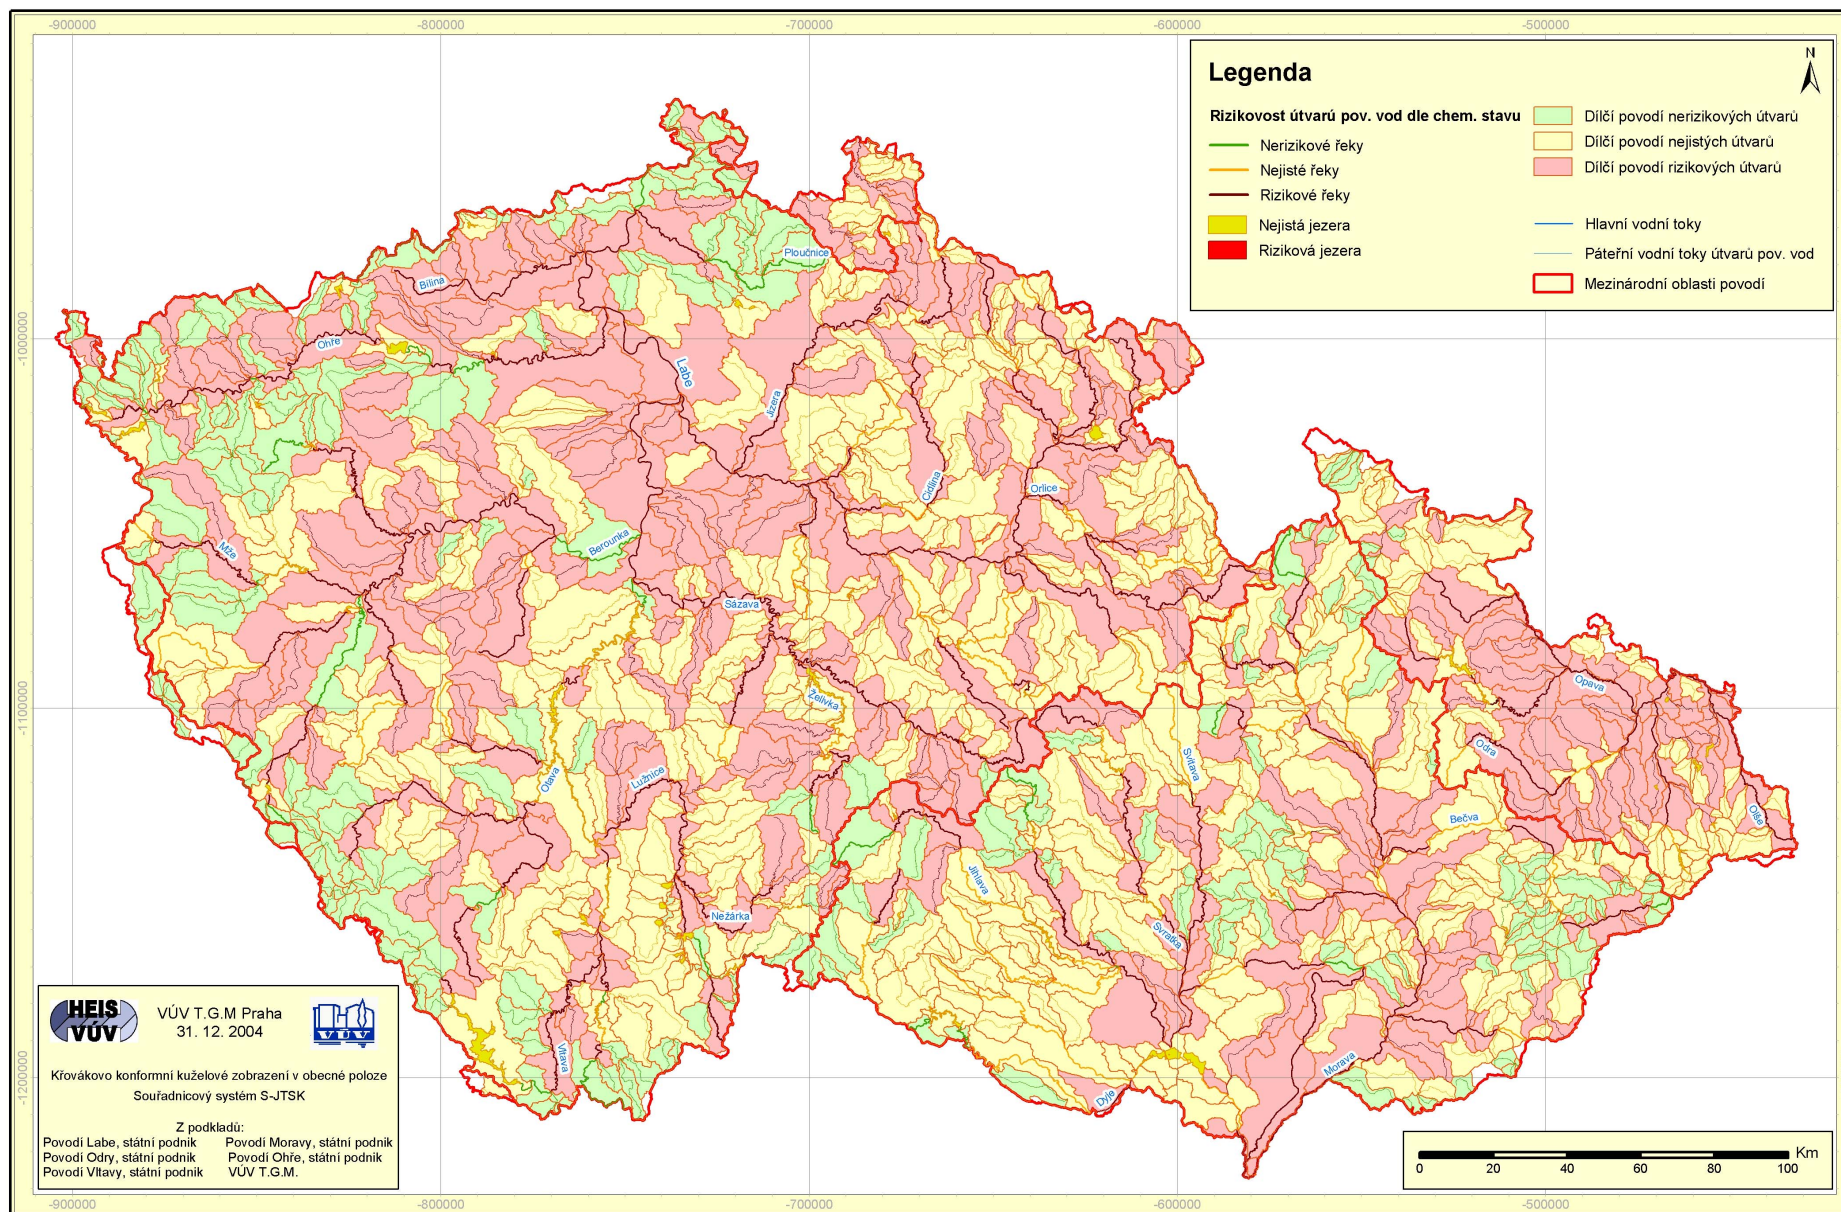 -900000 -800000 -700000 -600000 -500000
Legenda
N
Rizikovost útvarů pov. vod dle chem. stavu
Nerizikové řeky
Nejisté řeky
Rizikové řeky
Nejistá jezera
Riziková jezera
Dílčí povodí nerizikových útvarů
Dílčí povodí nejistých útvarů
Dílčí povodí rizikových útvarů
Hlavní vodní toky
Páteřní vodní toky útvarů pov. vod
Mezinárodní oblasti povodí
-1000000
-1100000
-1200000
Ploučnice
Bílina
Ohře
Labe
Jizera
Cidlina
Orlice
Mže
Berounka
Sázava
Želivka
Opava
Odra
Svitava
Otava
Lužnice
Olše
Bečva
Jihlava
Nežárka
Svratka
Vltava
Morava
Dyje
HEIS
VÚV
VÚV T.G.M Praha
31. 12. 2004
VÚV
Křovákovo konformní kuželové zobrazení v obecné poloze
Souřadnicový systém S-JTSK
Z podkladů:
Povodí Labe, státní podnik Povodí Moravy, státní podnik
Povodí Odry, státní podnik Povodí Ohře, státní podnik
Povodí Vltavy, státní podnik VÚV T.G.M.
Km
0 20 40 60 80 100
-900000 -800000 -700000 -600000 -500000